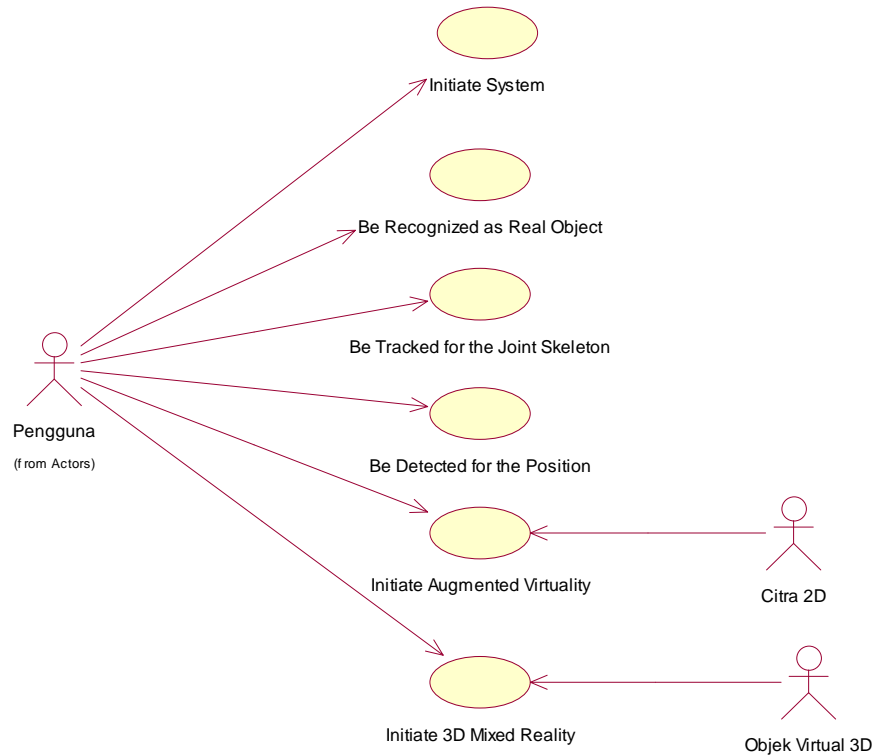 Initiate System
Be Recognized as Real Object
Be Tracked for the Joint Skeleton
Pengguna
(from Actors)
Be Detected for the Position
Initiate Augmented Virtuality
Citra 2D
Initiate 3D Mixed Reality
Objek Virtual 3D